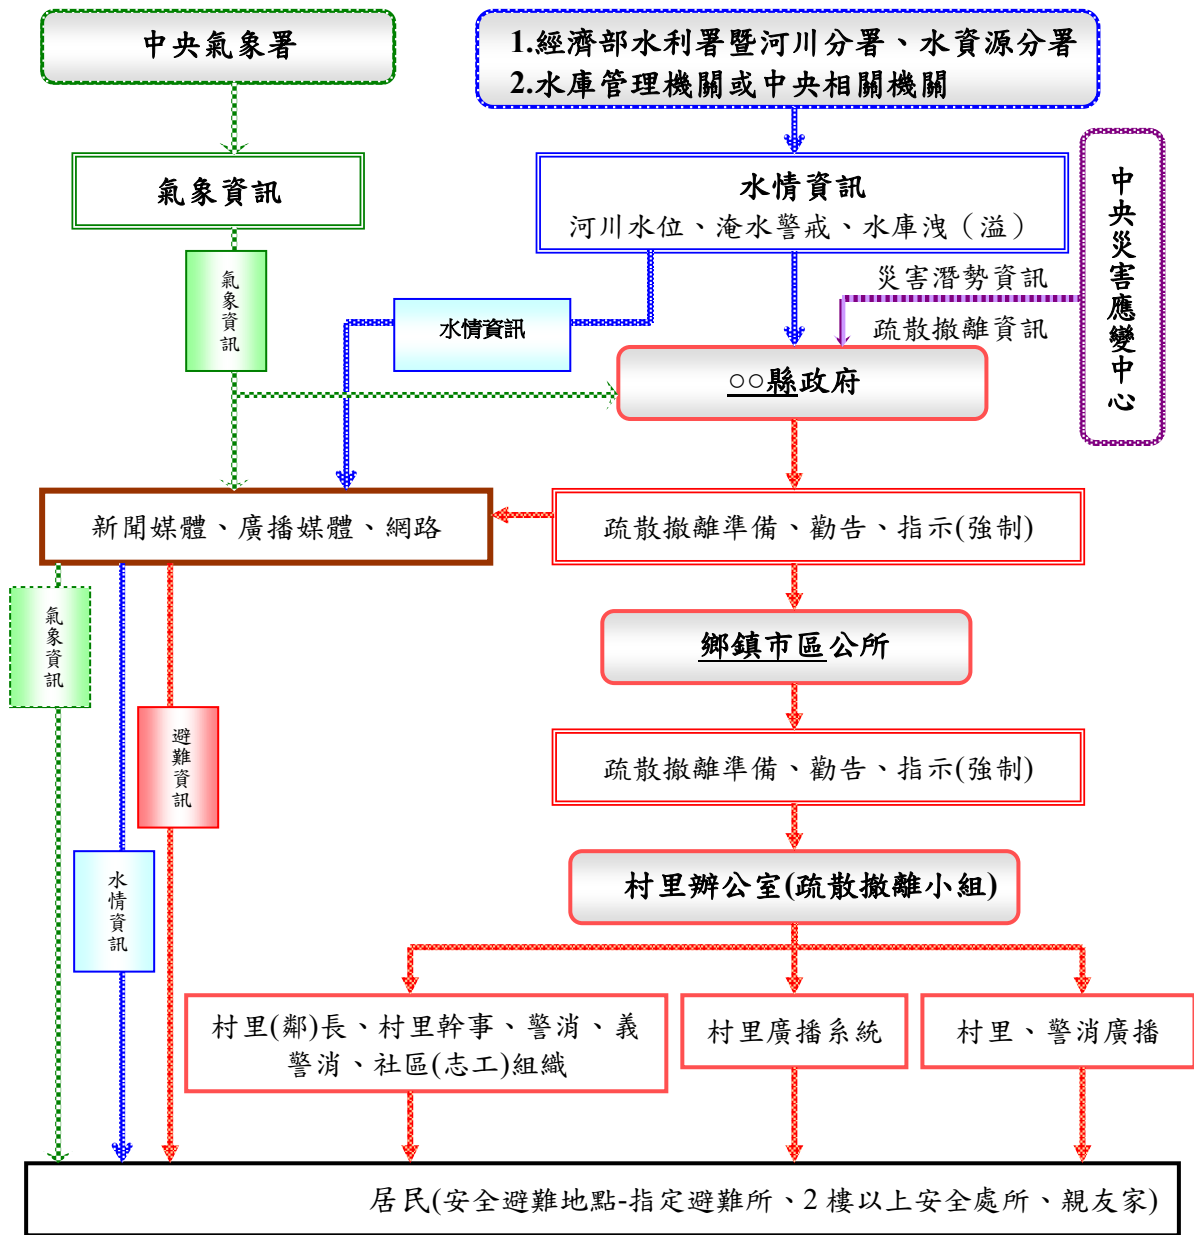 中央氣象署
1.經濟部水利署暨河川分署、水資源分署
2.水庫管理機關或中央相關機關
氣象資訊
水情資訊
河川水位、淹水警戒、水庫洩（溢）
中央災害應變中心
氣象資訊
水情資訊
災害潛勢資訊
疏散撤離資訊
○○縣政府
新聞媒體、廣播媒體、網路
疏散撤離準備、勸告、指示(強制)
氣象資訊
鄉鎮市區公所
避難資訊
疏散撤離準備、勸告、指示(強制)
水情資訊
村里辦公室(疏散撤離小組)
村里(鄰)長、村里幹事、警消、義
警消、社區(志工)組織
村里廣播系統
村里、警消廣播
居民(安全避難地點-指定避難所、2 樓以上安全處所、親友家)